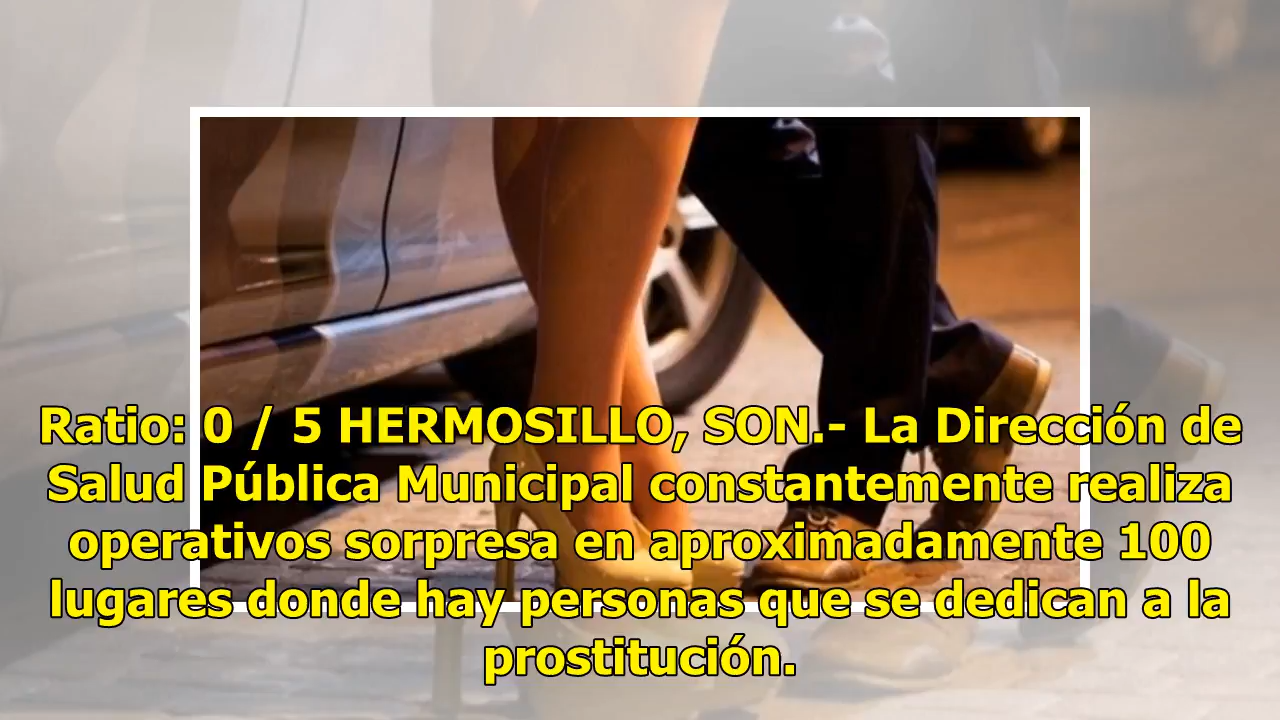 Ratio: 0 / 5 HERMOSILLO, SON.- La Dirección de
Salud Pública Municipal constantemente realiza
operativos sorpresa en aproximadamente 100
lugares donde hay personas que se dedican a la
prostitución.